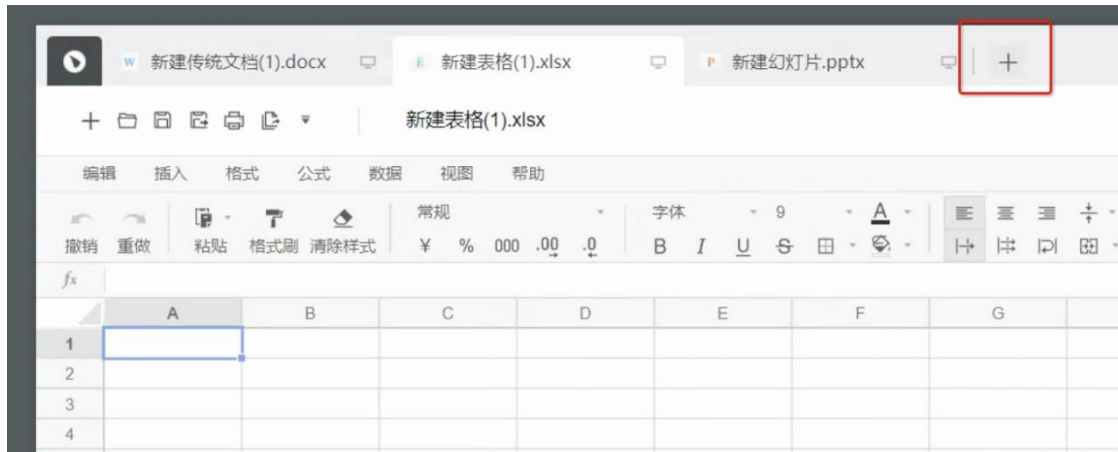 W 新建传统文档(1).docx E 新建表格(1).xlsx P 新建幻灯片.pptx
新建表格(1).xlsx
编辑 插入 格式 公式 数据 视图 帮助
常规 字体 9 A
撤销 重做 粘贴 格式刷 清除样式 ¥ % 000 .00 .0 B I U S
fx
A B C D E F G
1
2
3
4